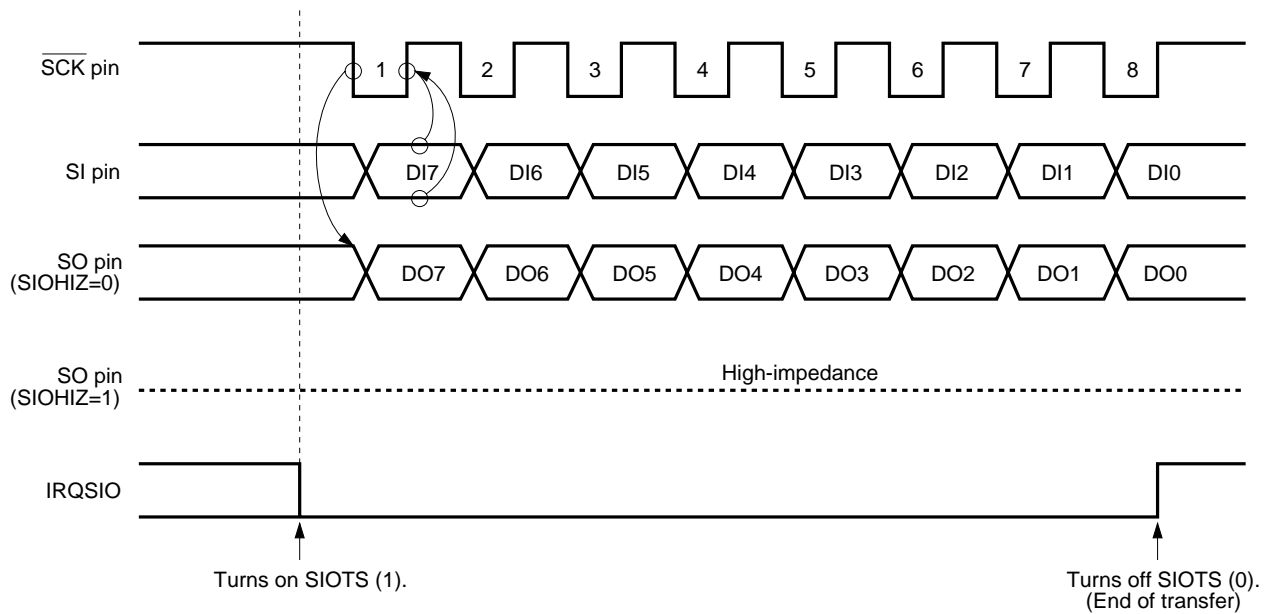 SCK pin
1 2 3 4 5 6 7 8
SI pin
DI7 DI6 DI5 DI4 DI3 DI2 DI1 DI0
SO pin
(SIOHIZ=0)
DO7 DO6 DO5 DO4 DO3 DO2 DO1 DO0
SO pin
(SIOHIZ=1)
High-impedance
IRQSIO
Turns on SIOTS (1).
Turns off SIOTS (0).
(End of transfer)